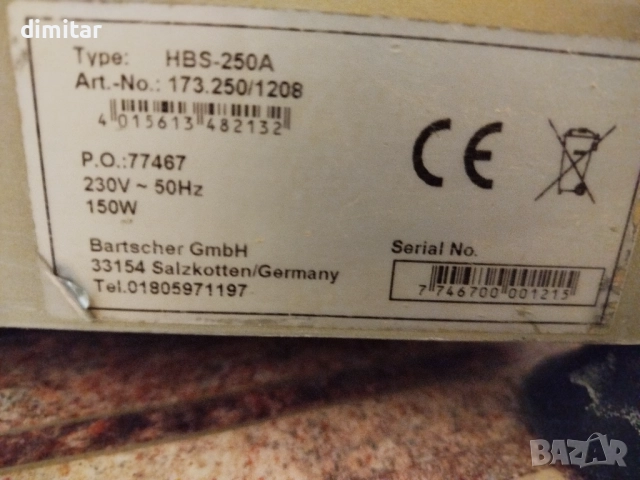 dimitar
Type: HBS-250A
Art.-No.: 173.250/1208
4 015613 482132
P.O.:77467
230V ~ 50Hz
150W
CE
Bartscher GmbH
33154 Salzkotten/Germany
Tel.01805971197
Serial No.
7 746700 001215
BAZAR